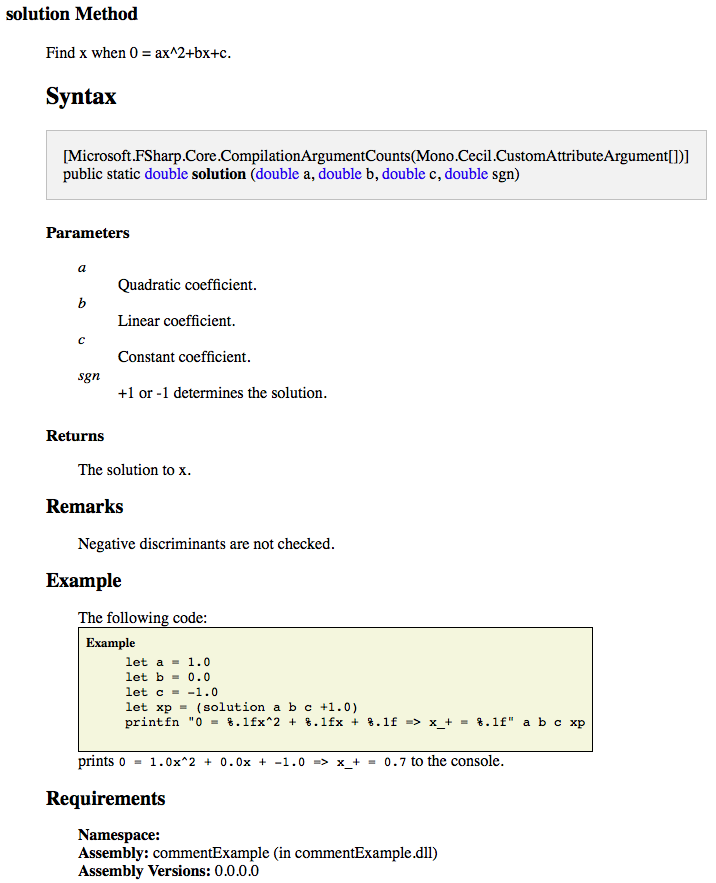 solution Method
Find x when 0 = ax^2+bx+c.
Syntax
[Microsoft.FSharp.Core.CompilationArgumentCounts(Mono.Cecil.CustomAttributeArgument[])]
public static double solution (double a, double b, double c, double sgn)
Parameters
a
Quadratic coefficient.
b
Linear coefficient.
c
Constant coefficient.
sgn
+1 or -1 determines the solution.
Returns
The solution to x.
Remarks
Negative discriminants are not checked.
Example
The following code:
Example
let a = 1.0
let b = 0.0
let c = -1.0
let xp = (solution a b c +1.0)
printfn "0 = %.1fx^2 + %.1fx + %.1f => x_+ = %.1f" a b c xp
prints 0 = 1.0x^2 + 0.0x + -1.0 => x_+ = 0.7 to the console.
Requirements
Namespace:
Assembly: commentExample (in commentExample.dll)
Assembly Versions: 0.0.0.0